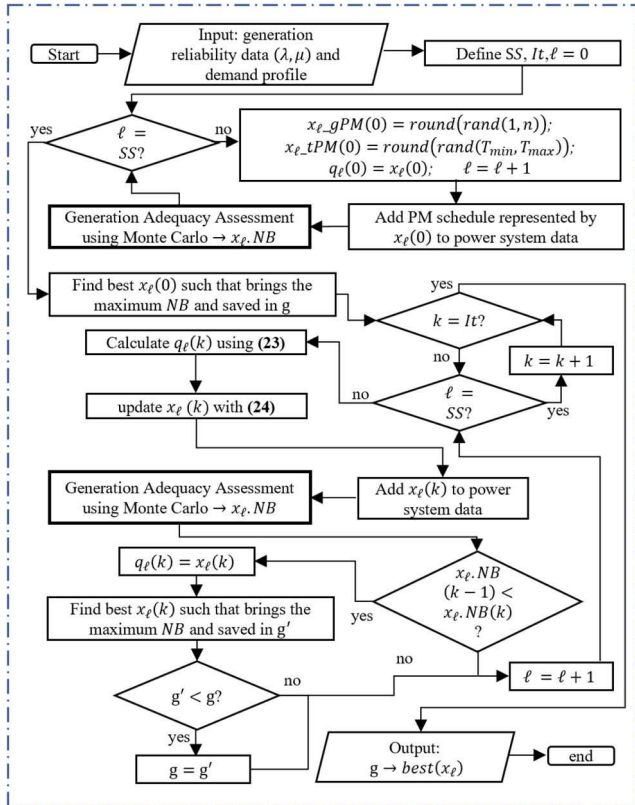 Start
Input: generation
reliability data (λ, μ) and
demand profile
Define SS, It, ℓ = 0
yes
ℓ =
SS?
no
x_ℓ_gPM(0) = round(rand(1, n));
x_ℓ_tPM(0) = round(rand(T_min, T_max));
q_ℓ(0) = x_ℓ(0); ℓ = ℓ + 1
Generation Adequacy Assessment
using Monte Carlo → x_ℓ.NB
Add PM schedule represented by
x_ℓ(0) to power system data
Find best x_ℓ(0) such that brings the
maximum NB and saved in g
yes
k = It?
Calculate q_ℓ(k) using (23)
no
k = k + 1
no
ℓ =
SS?
yes
update x_ℓ (k) with (24)
Generation Adequacy Assessment
using Monte Carlo → x_ℓ.NB
Add x_ℓ(k) to power
system data
q_ℓ(k) = x_ℓ(k)
x_ℓ.NB
(k − 1) <
x_ℓ.NB(k)
?
yes
Find best x_ℓ(k) such that brings the
maximum NB and saved in g′
no
g′ < g?
no
ℓ = ℓ + 1
yes
g = g′
Output:
g → best(x_ℓ)
end